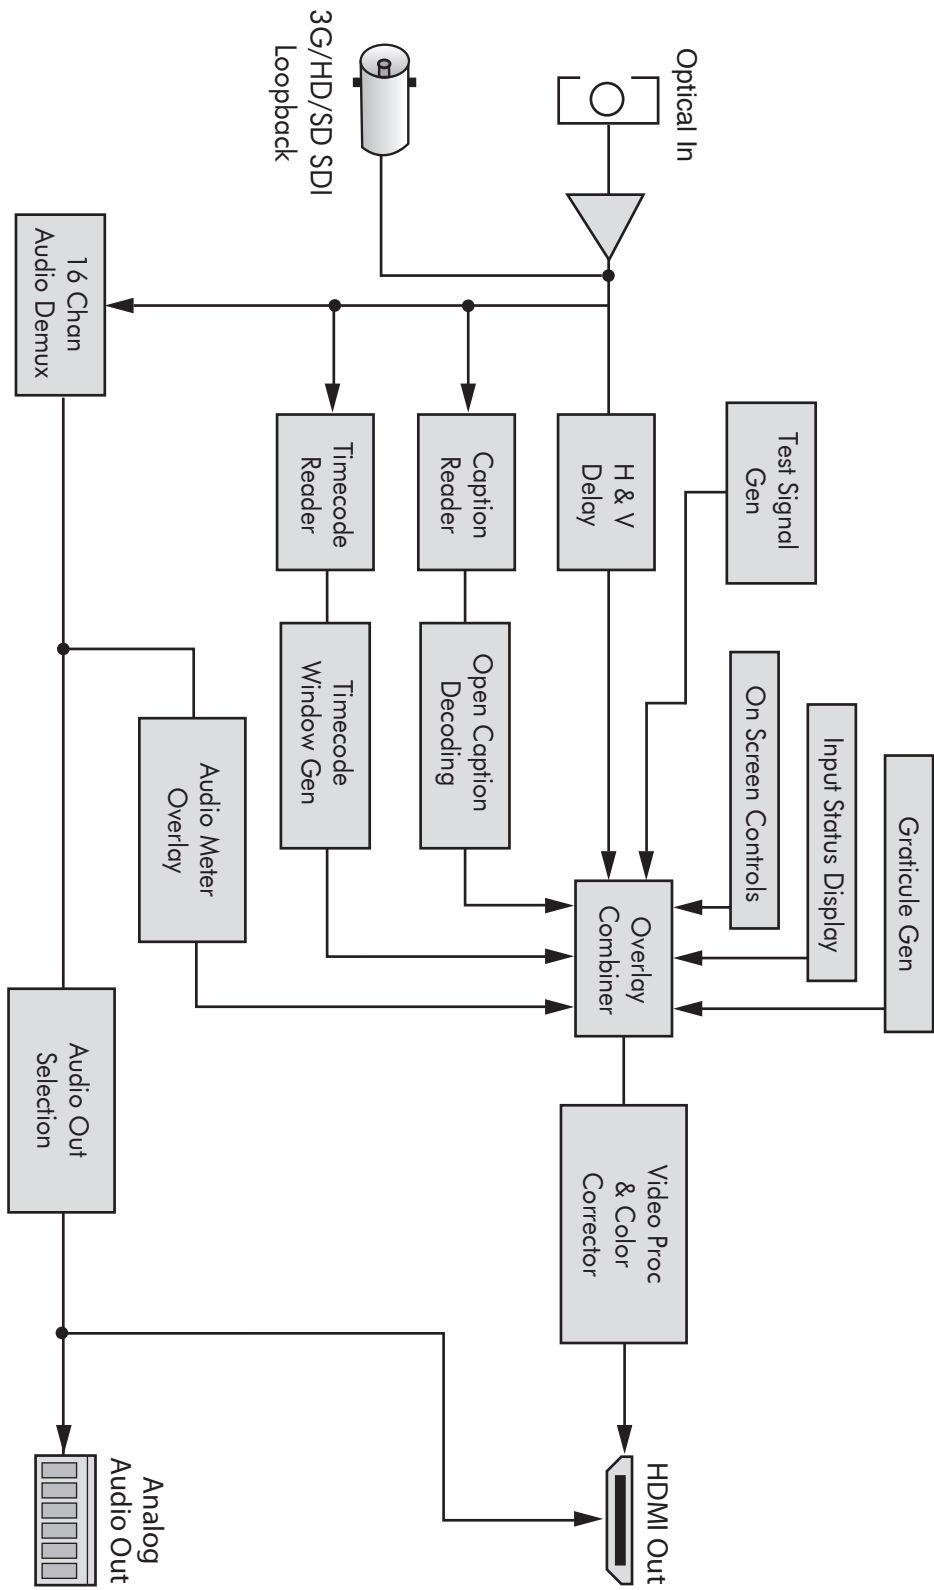 Optical In
3G/HD/SD SDI
Loopback
Graticule Gen
Input Status Display
On Screen Controls
Test Signal
Gen
H & V
Delay
Caption
Reader
Open Caption
Decoding
Timecode
Reader
Timecode
Window Gen
16 Chan
Audio Demux
Audio Meter
Overlay
Overlay
Combiner
Video Proc
& Color
Corrector
HDMI Out
Audio Out
Selection
Analog
Audio Out